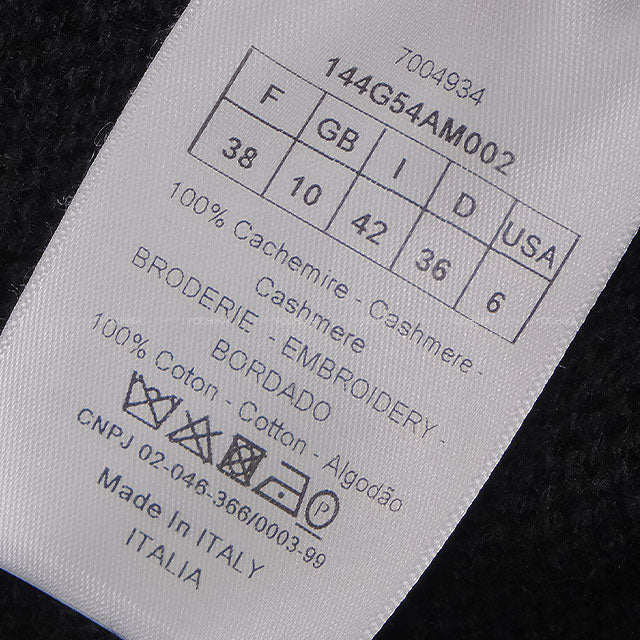 7004934
144G54AM002
F GB I D USA
38 10 42 36 6
100% Cachemire - Cashmere -
Cashmere
BRODERIE - EMBROIDERY -
BORDADO
100% Coton - Cotton - Algodão
P
CNPJ 02-046-366/0003-99
Made In ITALY
ITALIA